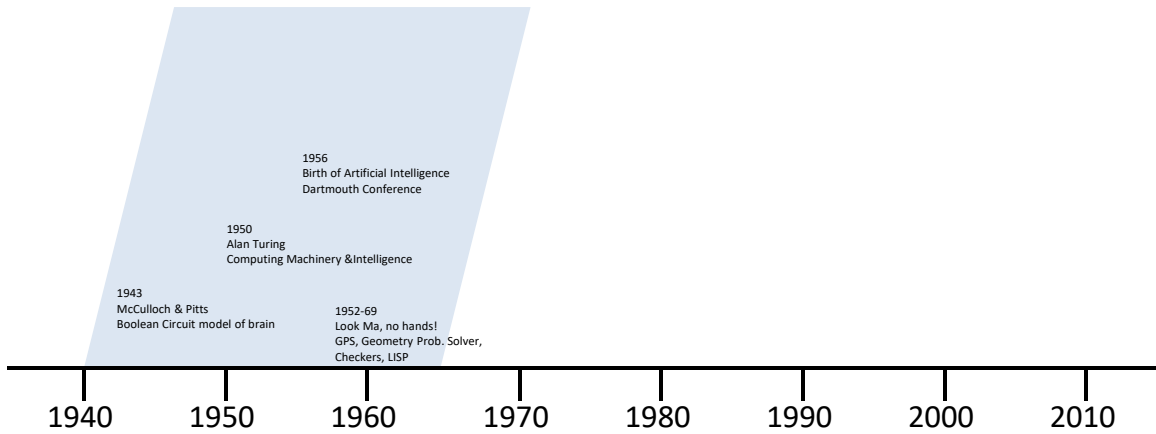 1956
Birth of Artificial Intelligence
Dartmouth Conference
1950
Alan Turing
Computing Machinery &Intelligence
1943
McCulloch & Pitts
Boolean Circuit model of brain
1952-69
Look Ma, no hands!
GPS, Geometry Prob. Solver,
Checkers, LISP
1940 1950 1960 1970 1980 1990 2000 2010